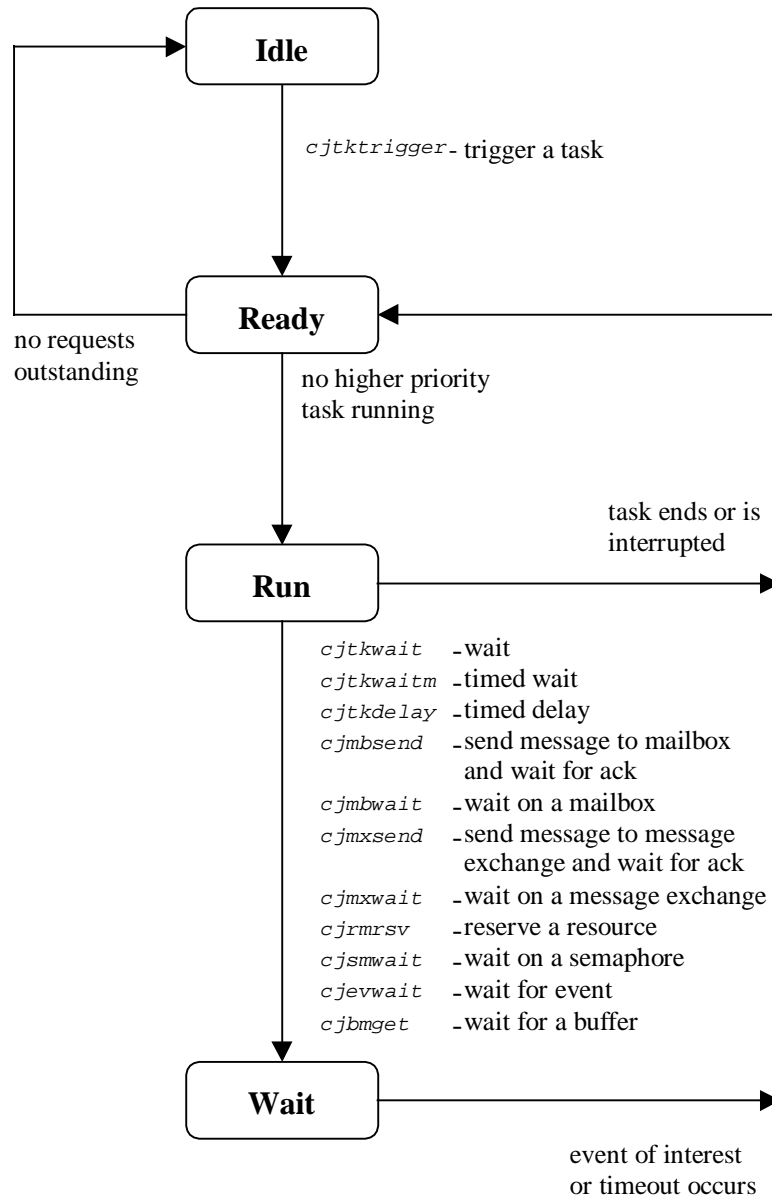 Idle
cjtktrigger - trigger a task
Ready
no requests
outstanding
no higher priority
task running
task ends or is
interrupted
Run
cjtkwait - wait
cjtkwaitm - timed wait
cjtkdelay - timed delay
cjmbsend - send message to mailbox
and wait for ack
cjmbwait - wait on a mailbox
cjmxsend - send message to message
exchange and wait for ack
cjmxwait - wait on a message exchange
cjrmrsv - reserve a resource
cjsmwait - wait on a semaphore
cjevwait - wait for event
cjbmget - wait for a buffer
Wait
event of interest
or timeout occurs